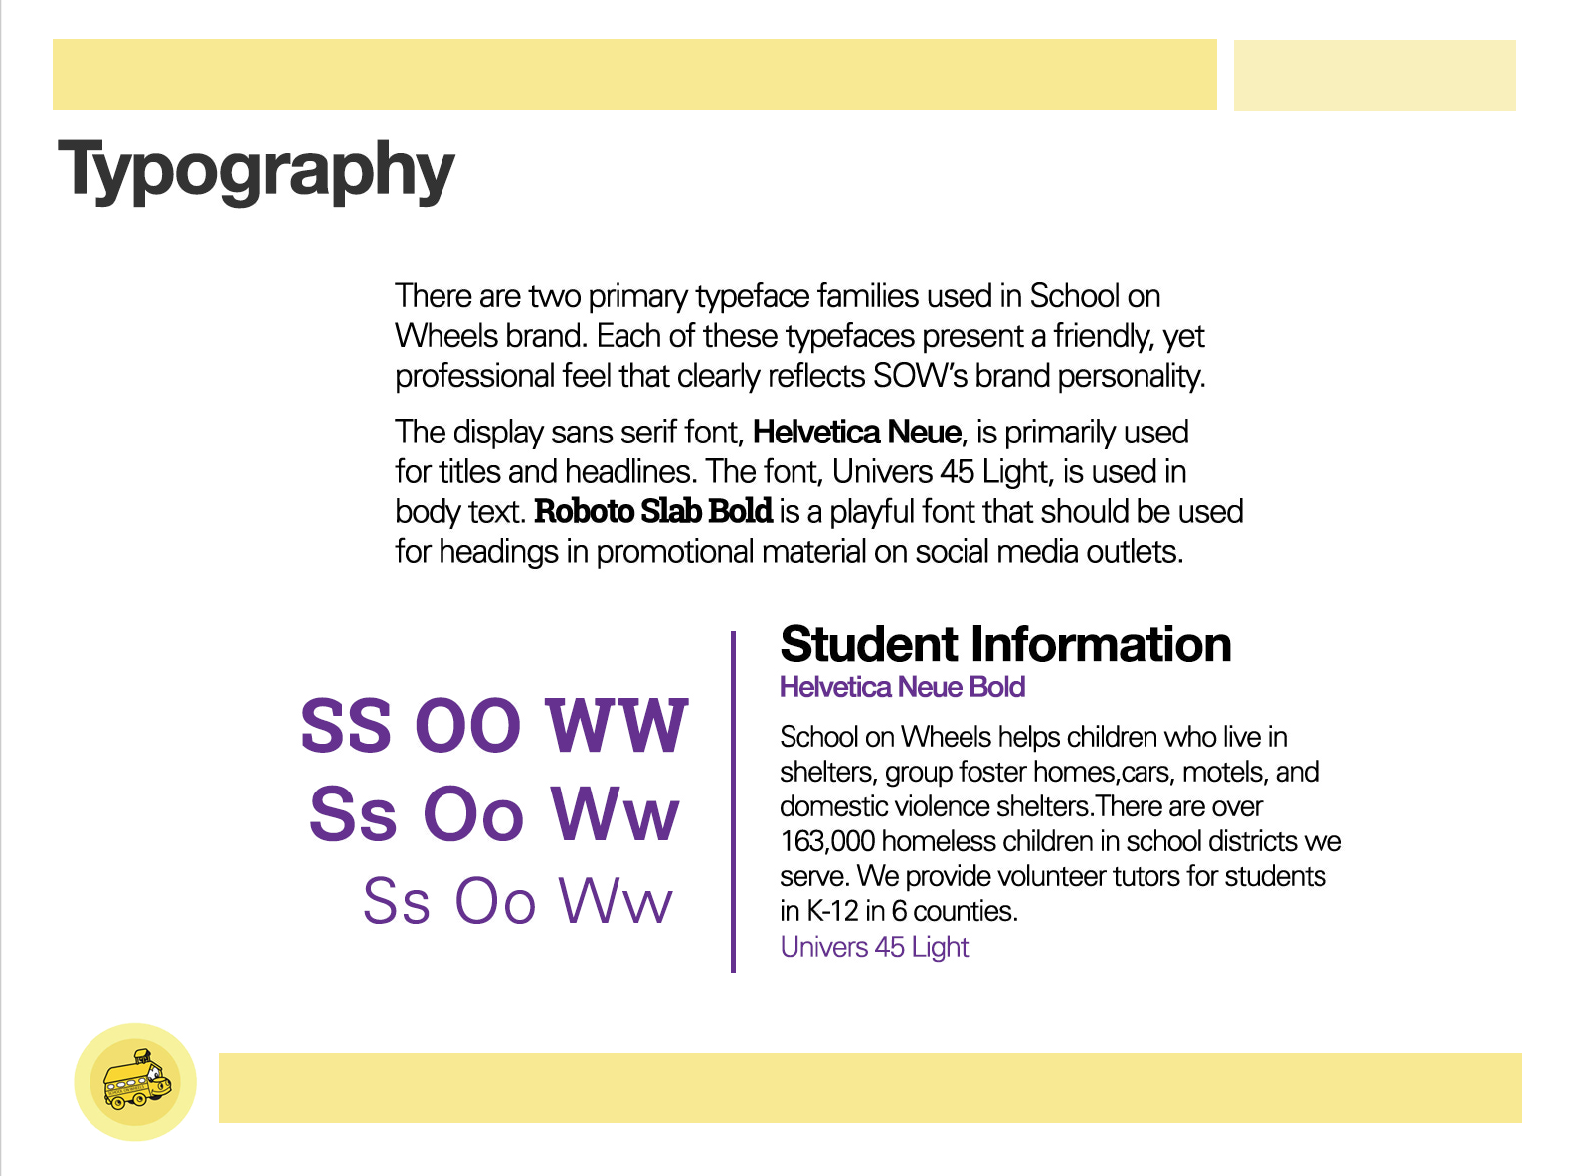 Typography
There are two primary typeface families used in School on
Wheels brand. Each of these typefaces present a friendly, yet
professional feel that clearly reflects SOW’s brand personality.
The display sans serif font, Helvetica Neue, is primarily used
for titles and headlines. The font, Univers 45 Light, is used in
body text. Roboto Slab Bold is a playful font that should be used
for headings in promotional material on social media outlets.
SS OO WW
Ss Oo Ww
Ss Oo Ww
Student Information
Helvetica Neue Bold
School on Wheels helps children who live in
shelters, group foster homes,cars, motels, and
domestic violence shelters.There are over
163,000 homeless children in school districts we
serve. We provide volunteer tutors for students
in K-12 in 6 counties.
Univers 45 Light